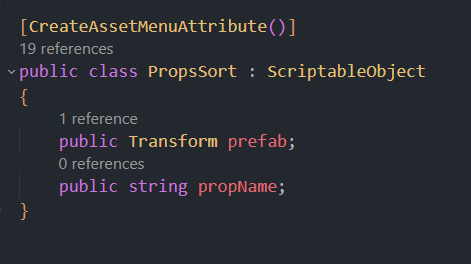 [CreateAssetMenuAttribute()]
19 references
public class PropsSort : ScriptableObject
{
1 reference
public Transform prefab;
0 references
public string propName;
}